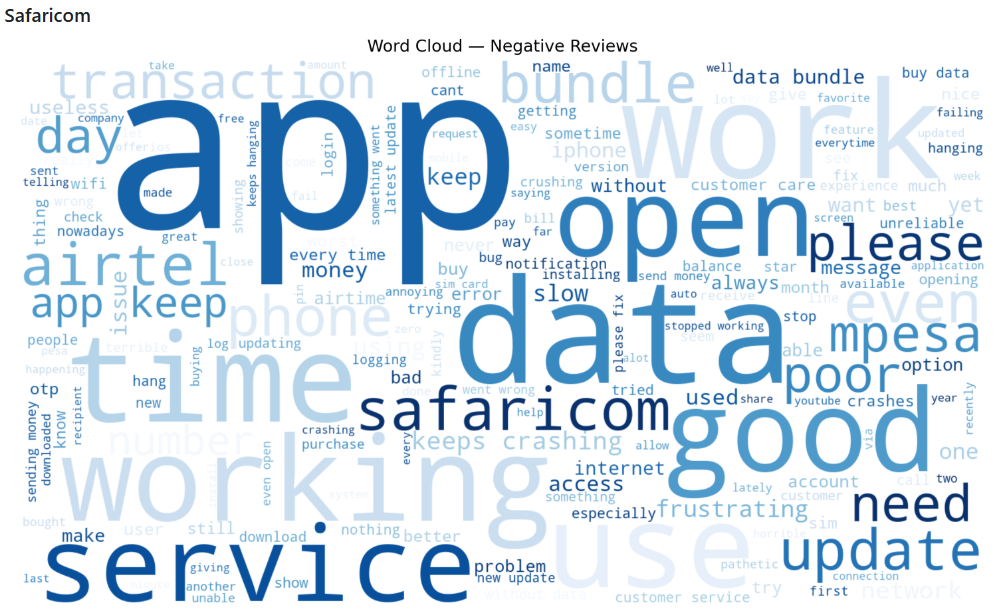 Safaricom
Word Cloud — Negative Reviews
take
amount
transaction
offline
cant
bundle
name
well
data bundle
buy data
nice
useless
company
free
app
getting
easy
lot
give
favorite
work
failing
date
day
offer
keeps hanging
login
something went
latest update
request
mobile
keep
sometime
iphone
version
feature
everytime
updated
hanging
see
fix
sent
telling
wifi
wrong
made
come
fail
showing
crushing
saying
without
customer care
experience
much
week
thing
check
nowadays
great
pay
bill
far
open
want
best
yet
screen
unreliable
please
airtel
close
every time
money
worst
never
way
bug
notification
installing
send money
balance
star
message
application
available
opening
always
month
app keep
issue
phone
pin
airtime
annoying
sim card
buy
error
trying
slow
data
please fix
auto
receive
line
even
stopped working
stop
seem
people
pesa
happening
terrible
time
log updating
buying
zero
using
kindly
logging
alot
able
mpesa
poor
option
hang
new
bad
done
went wrong
tried
used
share
youtube
crashes
year
recently
otp
sending money
downloaded
know
recipient
safaricom
help
crashing
purchase
every
keeps crashing
allow
good
via
one
number
working
even open
internet
access
something
lately
account
customer
call
two
especially
frustrating
sim
need
system
bought
make
user
still
download
nothing
better
use
horrible
pathetic
update
service
problem
new update
last
giving
another
unable
show
minute
without data
customer service
try
connection
first
network